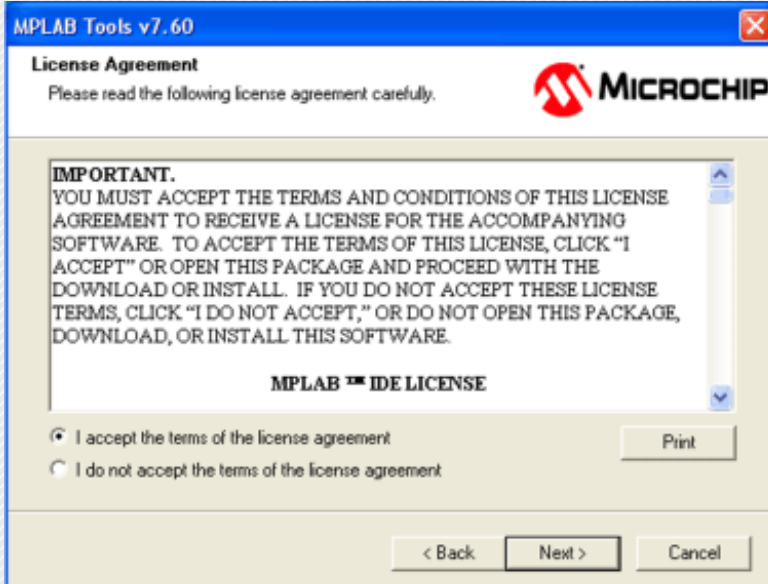 MPLAB Tools v7.60
License Agreement
Please read the following license agreement carefully.
MICROCHIP
IMPORTANT.
YOU MUST ACCEPT THE TERMS AND CONDITIONS OF THIS LICENSE
AGREEMENT TO RECEIVE A LICENSE FOR THE ACCOMPANYING
SOFTWARE. TO ACCEPT THE TERMS OF THIS LICENSE, CLICK “I
ACCEPT” OR OPEN THIS PACKAGE AND PROCEED WITH THE
DOWNLOAD OR INSTALL. IF YOU DO NOT ACCEPT THESE LICENSE
TERMS, CLICK “I DO NOT ACCEPT,” OR DO NOT OPEN THIS PACKAGE,
DOWNLOAD, OR INSTALL THIS SOFTWARE.
MPLAB ™ IDE LICENSE
I accept the terms of the license agreement
Print
I do not accept the terms of the license agreement
< Back
Next >
Cancel